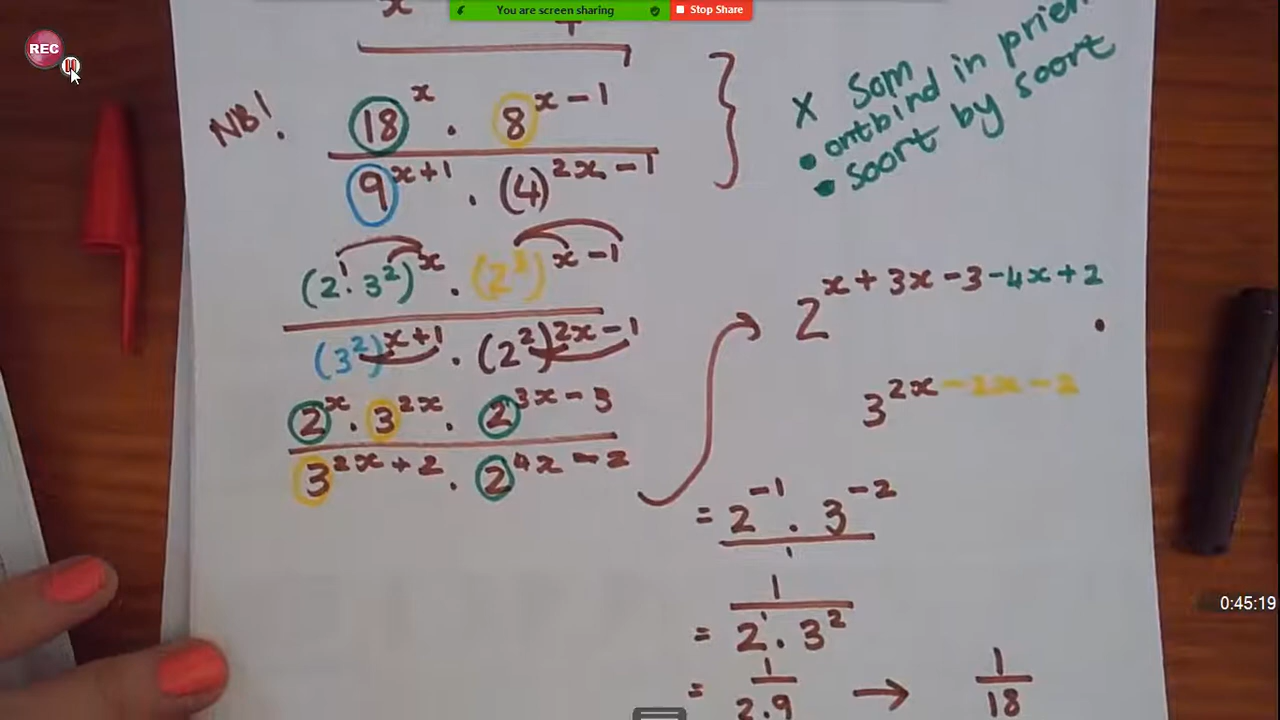 You are screen sharing
Stop Share
REC
x
NB!
18^x · 8^(x-1)
9^(x+1) · (4)^(2x-1)
x som
• ontbind in
• soort by soort
(2^1 · 3^2)^x · (2^3)^(x-1)
(3^2)^(x+1) · (2^2)^(2x-1)
2^x · 3^(2x) · 2^(3x-3)
3^(2x+2) · 2^(4x-2)
2^(x+3x-3-4x+2) ·
3^(2x-2x-2)
= 2^(-1) · 3^(-2)
1
1
= 2^1 · 3^2
1
= 2.9 → 1
18
0:45:19